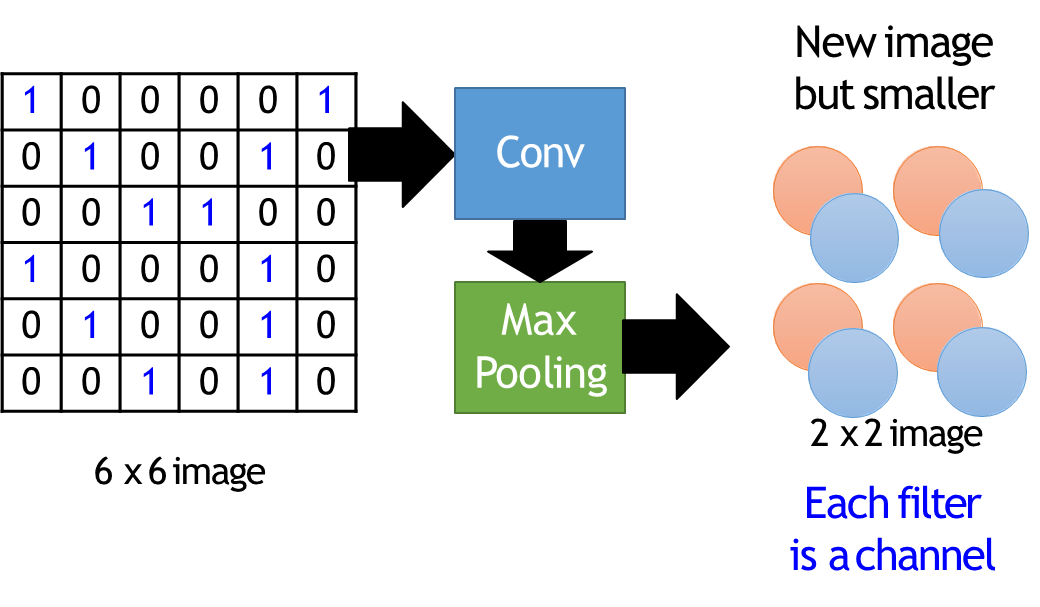 1 0 0 0 0 1
0 1 0 0 1 0
0 0 1 1 0 0
1 0 0 0 1 0
0 1 0 0 1 0
0 0 1 0 1 0
6 x 6 image
Conv
Max
Pooling
New image
but smaller
2 x 2 image
Each filter
is a channel